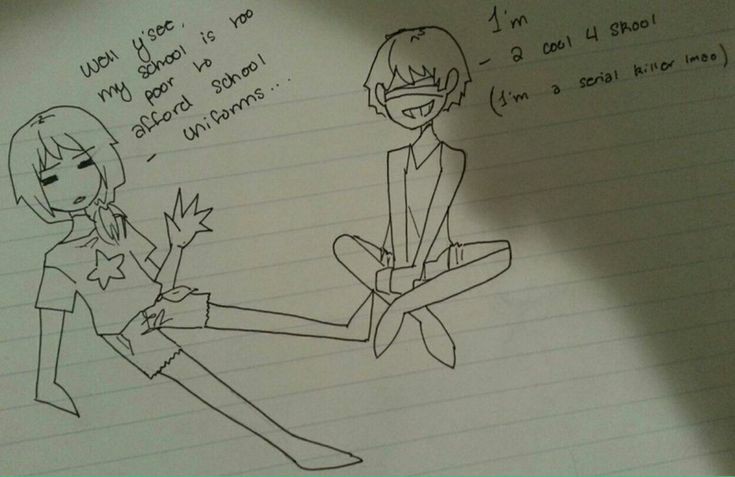 Well y'see,
my school is too
poor to
afford school
- uniforms....
I'm
- 2 cool 4 skool
(I'm a serial killer lmao)